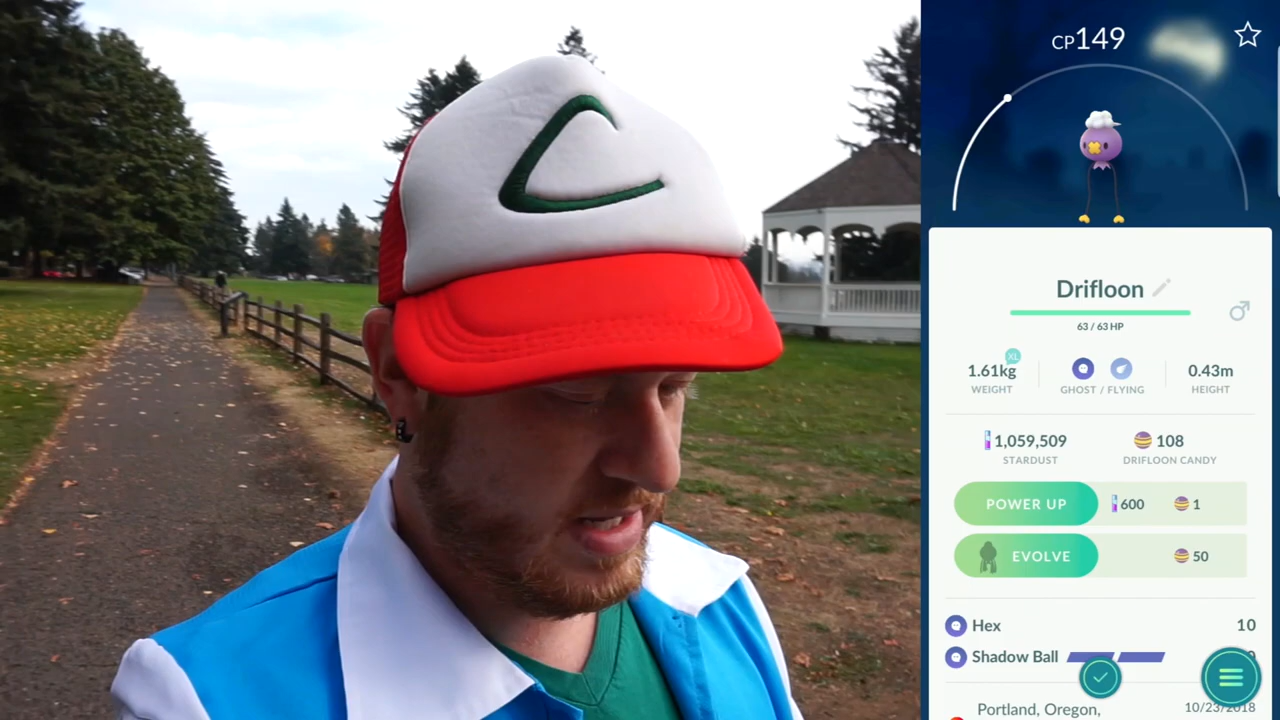 CP149
Drifloon
63 / 63 HP
XL
1.61kg
WEIGHT
GHOST / FLYING
0.43m
HEIGHT
1,059,509
STARDUST
108
DRIFLOON CANDY
POWER UP 600 1
EVOLVE 50
Hex 10
Shadow Ball
Portland, Oregon,
10/23/2018